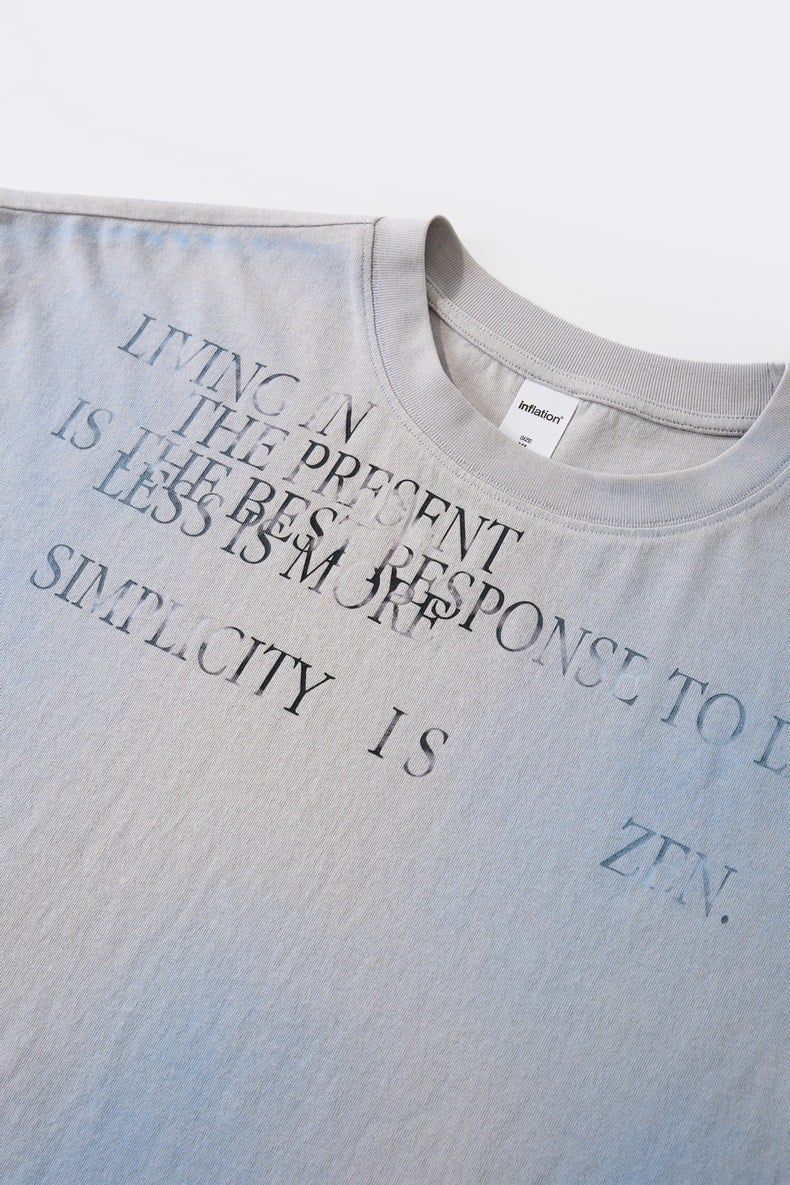 inflation®
SIZE
LIVING IN
THE PRESENT
IS THE BEST RESPONSE TO
LESS IS MORE
SIMPLICITY IS
ZEN.